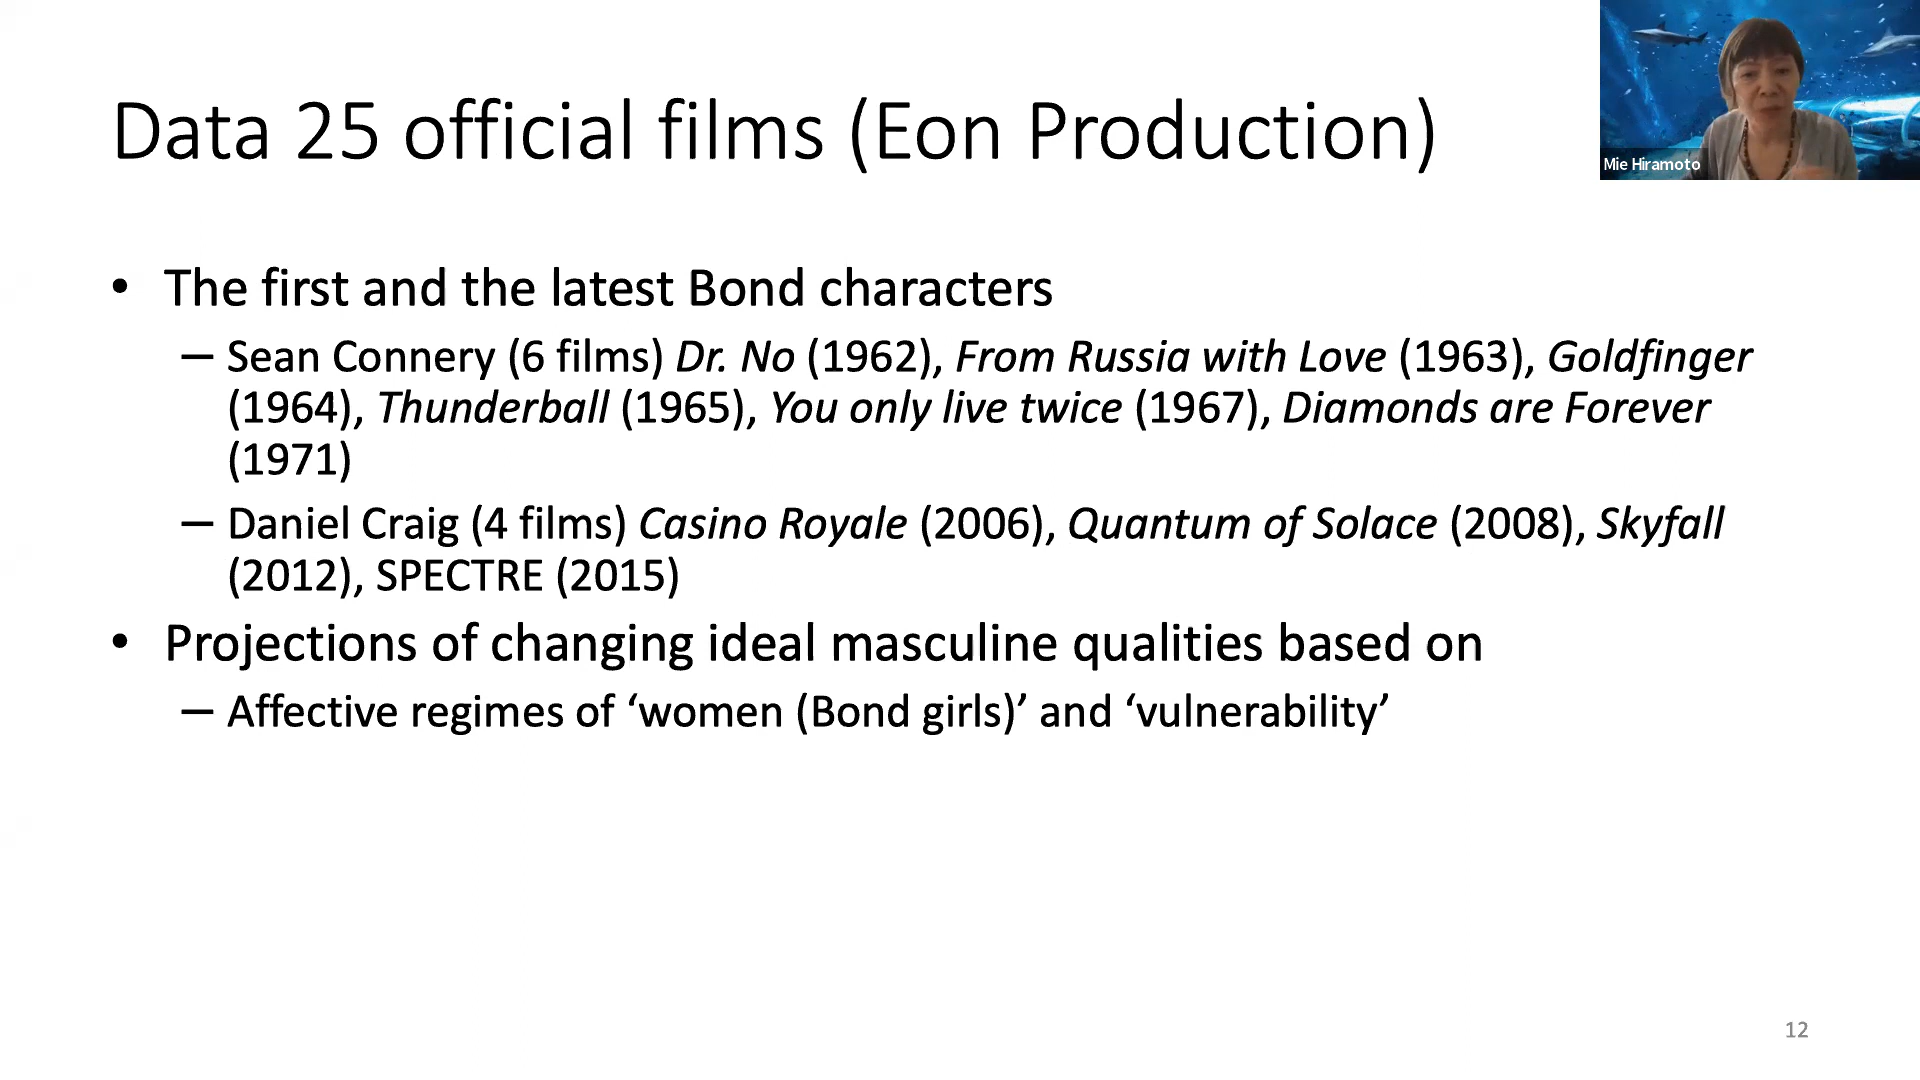 Data 25 official films (Eon Production)
Mie Hiramoto
• The first and the latest Bond characters
– Sean Connery (6 films) Dr. No (1962), From Russia with Love (1963), Goldfinger
(1964), Thunderball (1965), You only live twice (1967), Diamonds are Forever
(1971)
– Daniel Craig (4 films) Casino Royale (2006), Quantum of Solace (2008), Skyfall
(2012), SPECTRE (2015)
• Projections of changing ideal masculine qualities based on
– Affective regimes of ‘women (Bond girls)’ and ‘vulnerability’
12